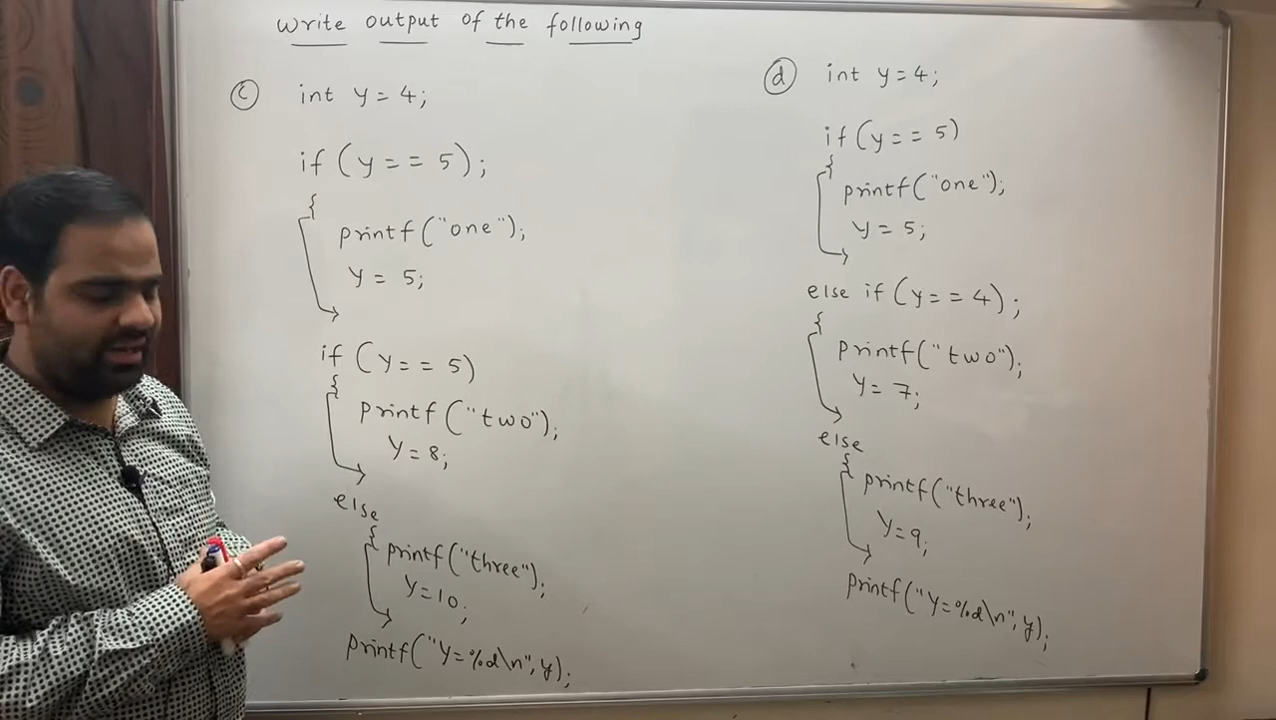 write output of the following
c int y = 4;
if (y == 5);
{
printf("one");
y = 5;
if (y == 5)
{
printf("two");
y = 8;
else
{ printf("three");
y=10;
printf("y=%d\n", y);
d int y = 4;
if (y == 5)
{
printf("one");
y = 5;
else if (y == 4);
{
printf("two");
y = 7;
else
{ printf("three");
y=9;
printf("y=%d\n", y);